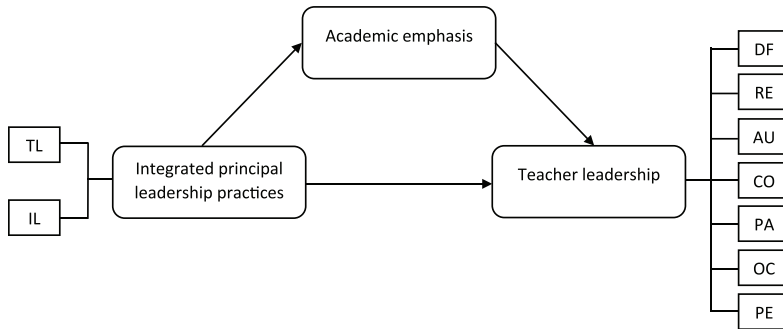 Academic emphasis
TL
IL
Integrated principal
leadership practices
Teacher leadership
DF
RE
AU
CO
PA
OC
PE